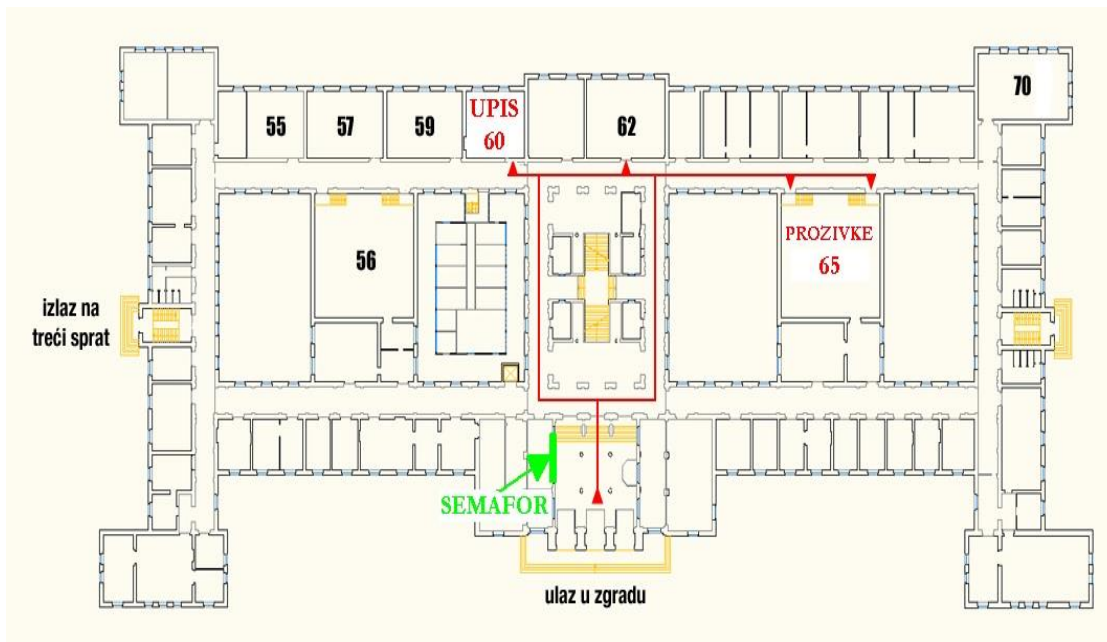 70
UPIS
60
55
57
59
62
PROZIVKE
65
56
izlaz na
treći sprat
SEMAFOR
ulaz u zgradu